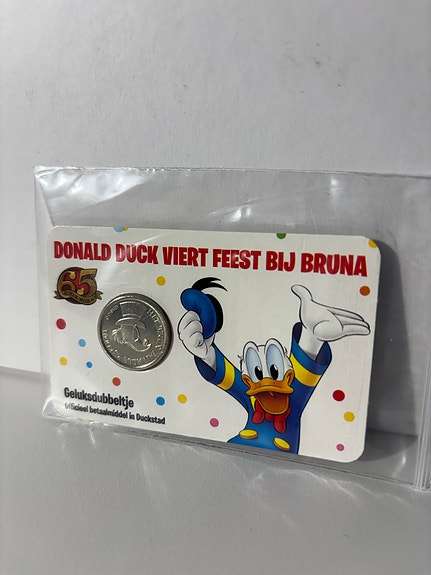 DONALD DUCK VIERT FEEST BIJ BRUNA
65
Geluksdubbeltje
Officieel betaalmiddel in Duckstad